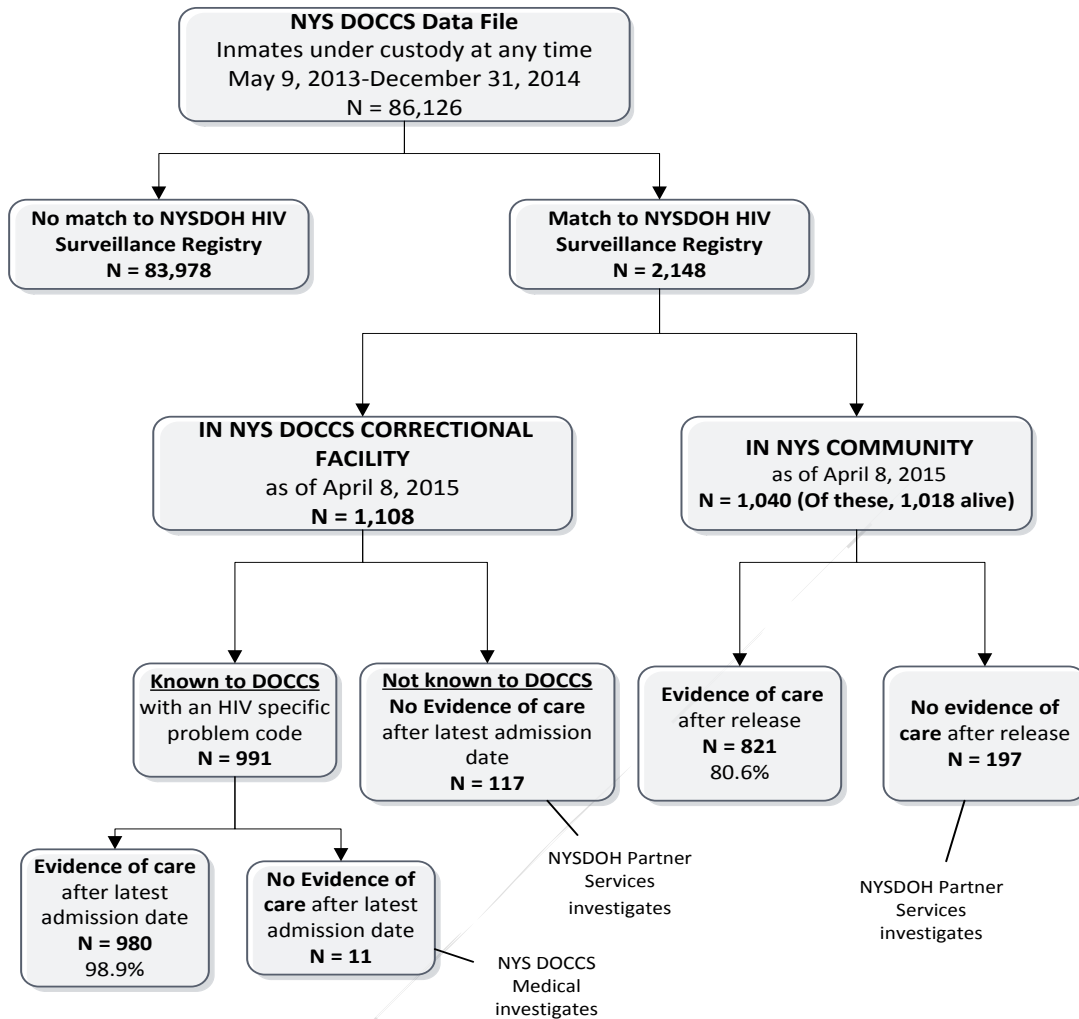 NYS DOCCS Data File
Inmates under custody at any time
May 9, 2013-December 31, 2014
N = 86,126
No match to NYSDOH HIV
Surveillance Registry
N = 83,978
Match to NYSDOH HIV
Surveillance Registry
N = 2,148
IN NYS DOCCS CORRECTIONAL
FACILITY
as of April 8, 2015
N = 1,108
IN NYS COMMUNITY
as of April 8, 2015
N = 1,040 (Of these, 1,018 alive)
Known to DOCCS
with an HIV specific
problem code
N = 991
Not known to DOCCS
No Evidence of care
after latest admission
date
N = 117
Evidence of care
after release
N = 821
80.6%
No evidence of
care after release
N = 197
Evidence of care
after latest
admission date
N = 980
98.9%
No Evidence of
care after latest
admission date
N = 11
NYSDOH Partner
Services
investigates
NYSDOH Partner
Services
investigates
NYS DOCCS
Medical
investigates